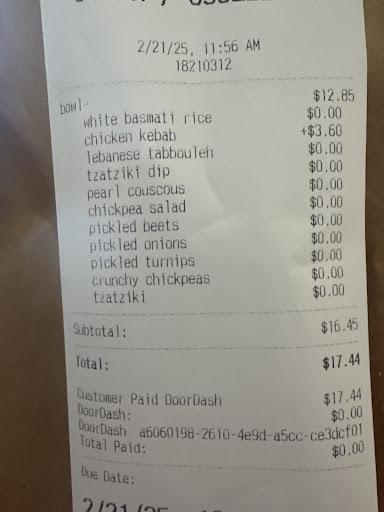 2/21/25, 11:56 AM
18210312
bowl- $12.85
white basmati rice $0.00
chicken kebab +$3.60
lebanese tabbouleh $0.00
tzatziki dip $0.00
pearl couscous $0.00
chickpea salad $0.00
pickled beets $0.00
pickled onions $0.00
pickled turnips $0.00
crunchy chickpeas $0.00
tzatziki $0.00
Subtotal: $16.45
Total: $17.44
Customer Paid DoorDash $17.44
DoorDash: $0.00
DoorDash a6060198-2610-4e9d-a5cc-ce3dcf01
Total Paid: $0.00
Due Date:
2/21/25